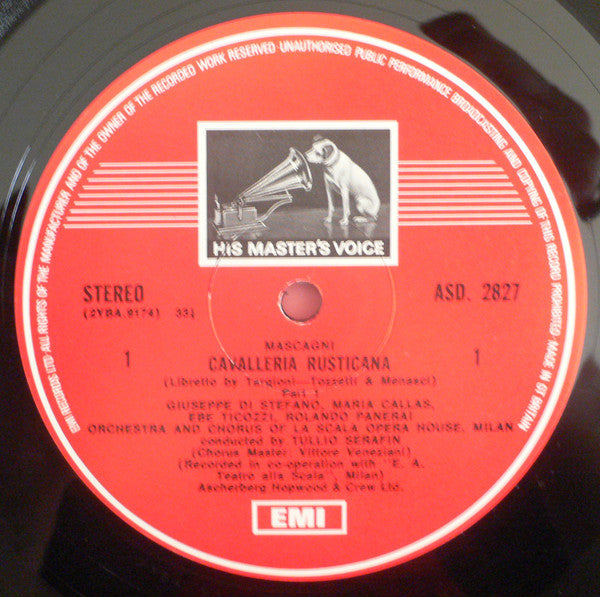 EMI RECORDS LTD. ALL RIGHTS OF THE MANUFACTURER AND OF THE OWNER OF THE RECORDED WORK RESERVED UNAUTHORISED PUBLIC PERFORMANCE BROADCASTING AND COPYING OF THIS RECORD PROHIBITED MADE IN GT BRITAIN
HIS MASTER'S VOICE
STEREO ASD. 2827
(2YBA.9174) 33⅓
MASCAGNI
1 CAVALLERIA RUSTICANA 1
(Libretto by Targioni—Tozzetti & Menasci)
Part 1
GIUSEPPE DI STEFANO, MARIA CALLAS,
EBE TICOZZI, ROLANDO PANERAI
ORCHESTRA AND CHORUS OF LA SCALA OPERA HOUSE, MILAN
conducted by TULLIO SERAFIN
(Chorus Master: Vittore Veneziani)
(Recorded in co-operation with "E. A.
Teatro alla Scala", Milan)
Ascherberg Hopwood & Crew Ltd.
EMI